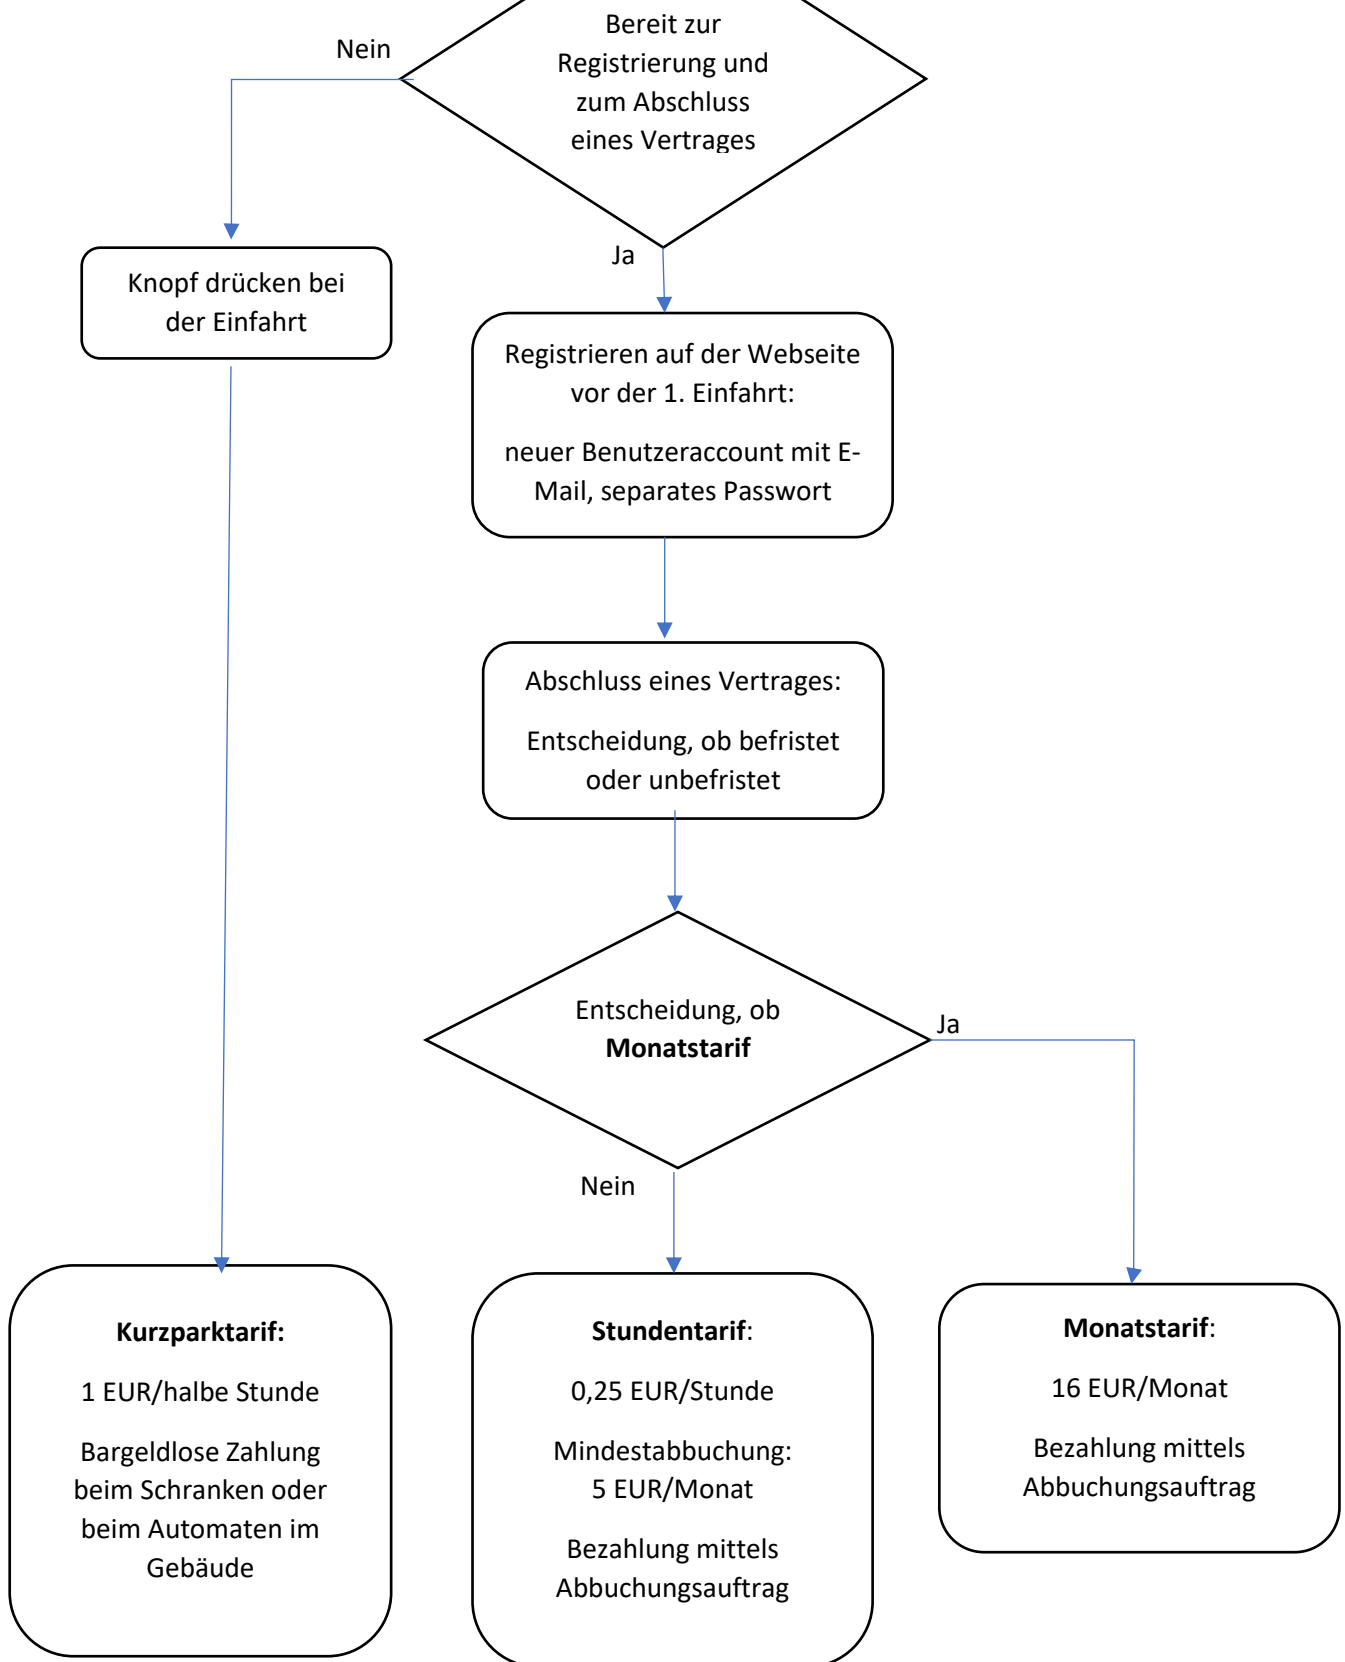 Bereit zur
Registrierung und
zum Abschluss
eines Vertrages
Nein
Ja
Knopf drücken bei
der Einfahrt
Registrieren auf der Webseite
vor der 1. Einfahrt:
neuer Benutzeraccount mit E-
Mail, separates Passwort
Abschluss eines Vertrages:
Entscheidung, ob befristet
oder unbefristet
Entscheidung, ob
Monatstarif
Ja
Nein
Kurzparktarif:
1 EUR/halbe Stunde
Bargeldlose Zahlung
beim Schranken oder
beim Automaten im
Gebäude
Stundentarif:
0,25 EUR/Stunde
Mindestabbuchung:
5 EUR/Monat
Bezahlung mittels
Abbuchungsauftrag
Monatstarif:
16 EUR/Monat
Bezahlung mittels
Abbuchungsauftrag